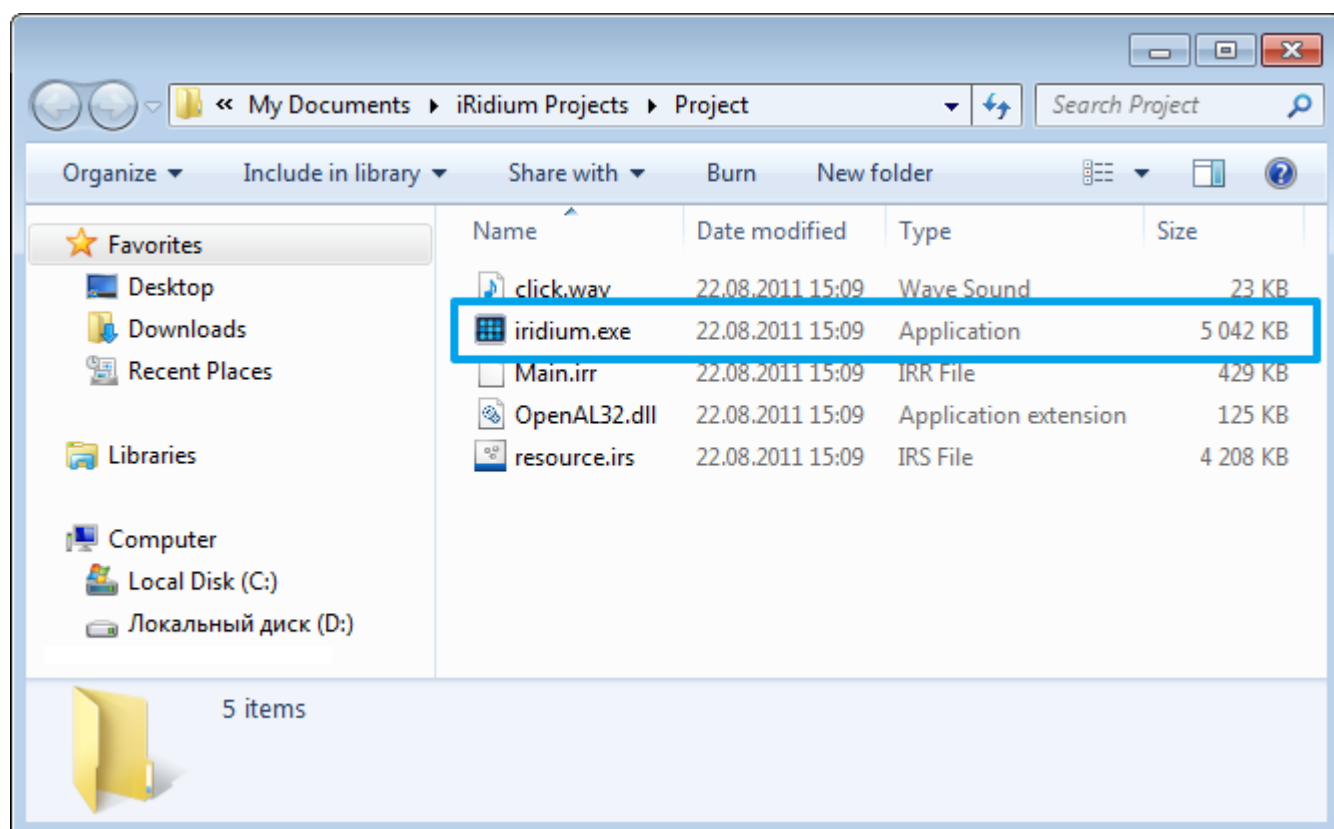 « My Documents ▸ iRidium Projects ▸ Project Search Project
Organize Include in library Share with Burn New folder
Favorites
Desktop
Downloads
Recent Places
Libraries
Computer
Local Disk (C:)
Локальный диск (D:)
Name Date modified Type Size
click.wav 22.08.2011 15:09 Wave Sound 23 KB
iridium.exe 22.08.2011 15:09 Application 5 042 KB
Main.irr 22.08.2011 15:09 IRR File 429 KB
OpenAL32.dll 22.08.2011 15:09 Application extension 125 KB
resource.irs 22.08.2011 15:09 IRS File 4 208 KB
5 items